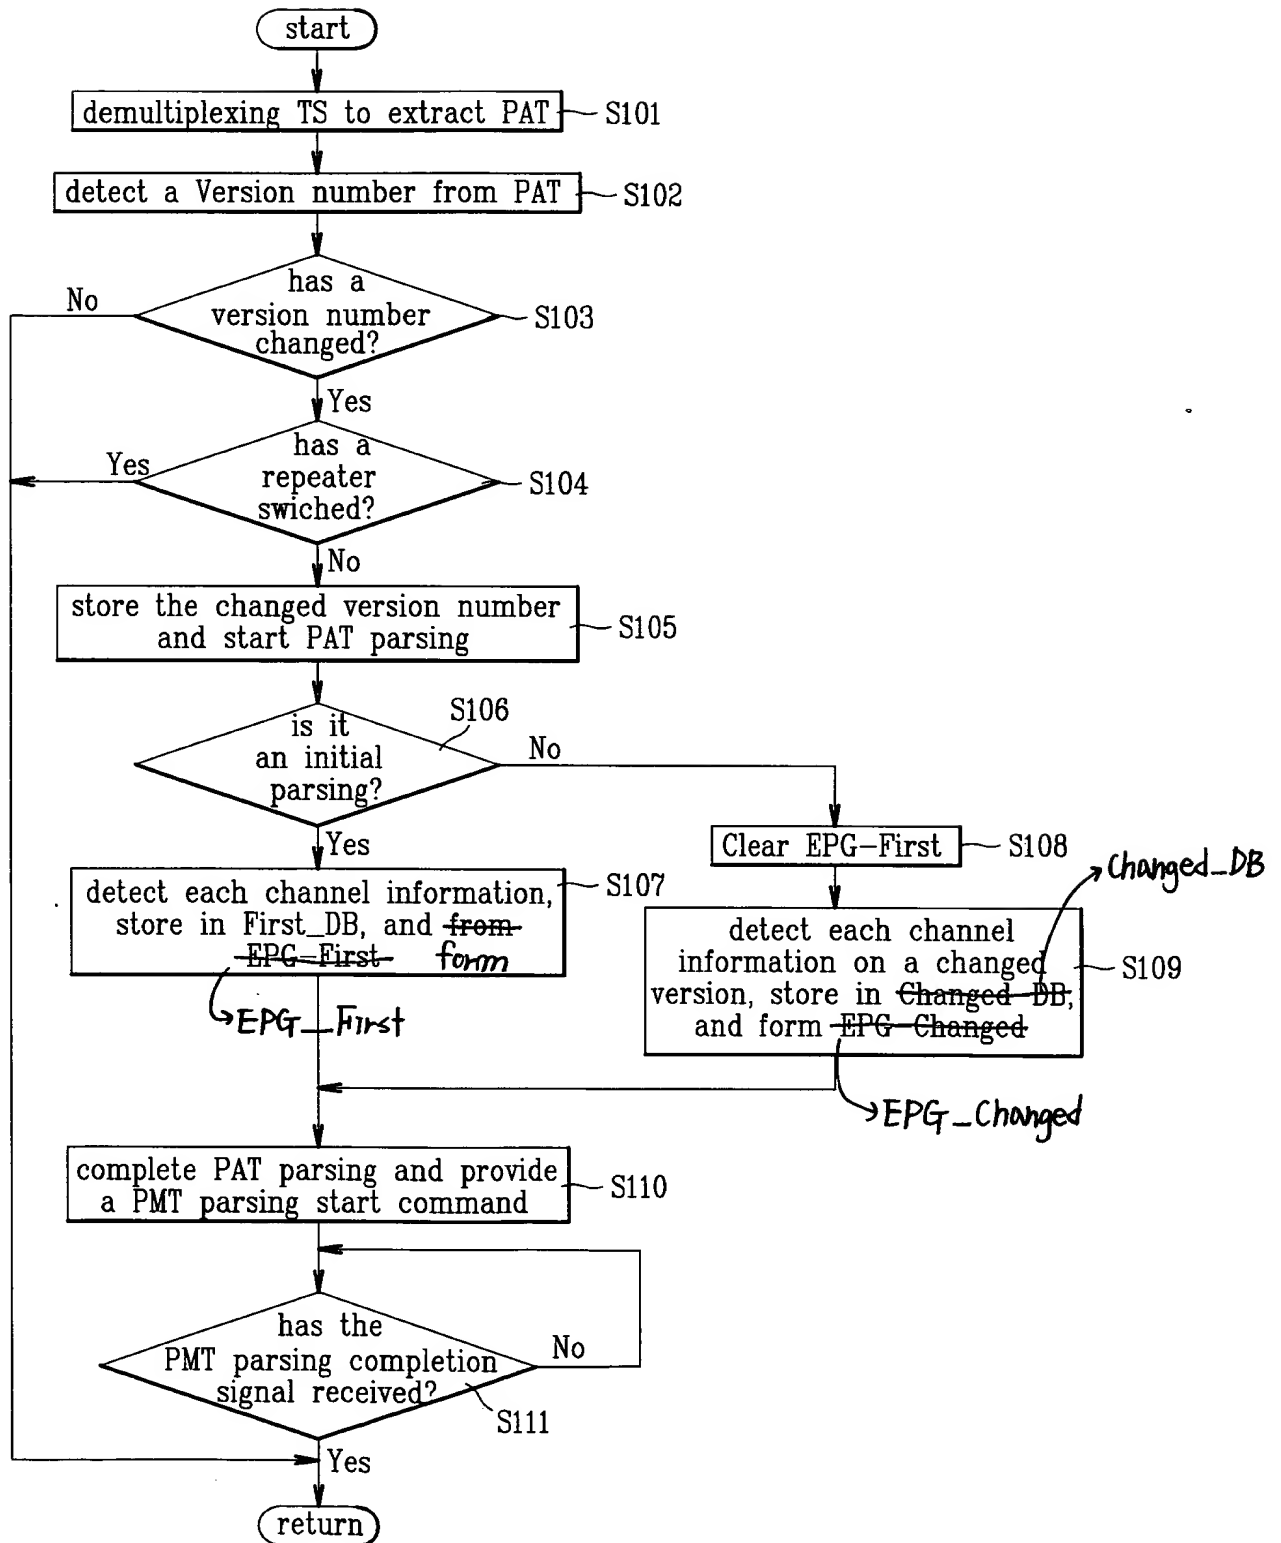 start
demultiplexing TS to extract PAT
S101
detect a Version number from PAT
S102
has a
version number
changed?
S103
No
Yes
has a
repeater
swiched?
S104
Yes
No
store the changed version number
and start PAT parsing
S105
is it
an initial
parsing?
S106
No
Yes
Clear EPG-First
S108
Changed_DB
detect each channel information,
store in First_DB, and from
EPG-First form
S107
EPG_First
detect each channel
information on a changed
version, store in Changed DB,
and form EPG-Changed
S109
EPG_Changed
complete PAT parsing and provide
a PMT parsing start command
S110
has the
PMT parsing completion
signal received?
S111
No
Yes
return